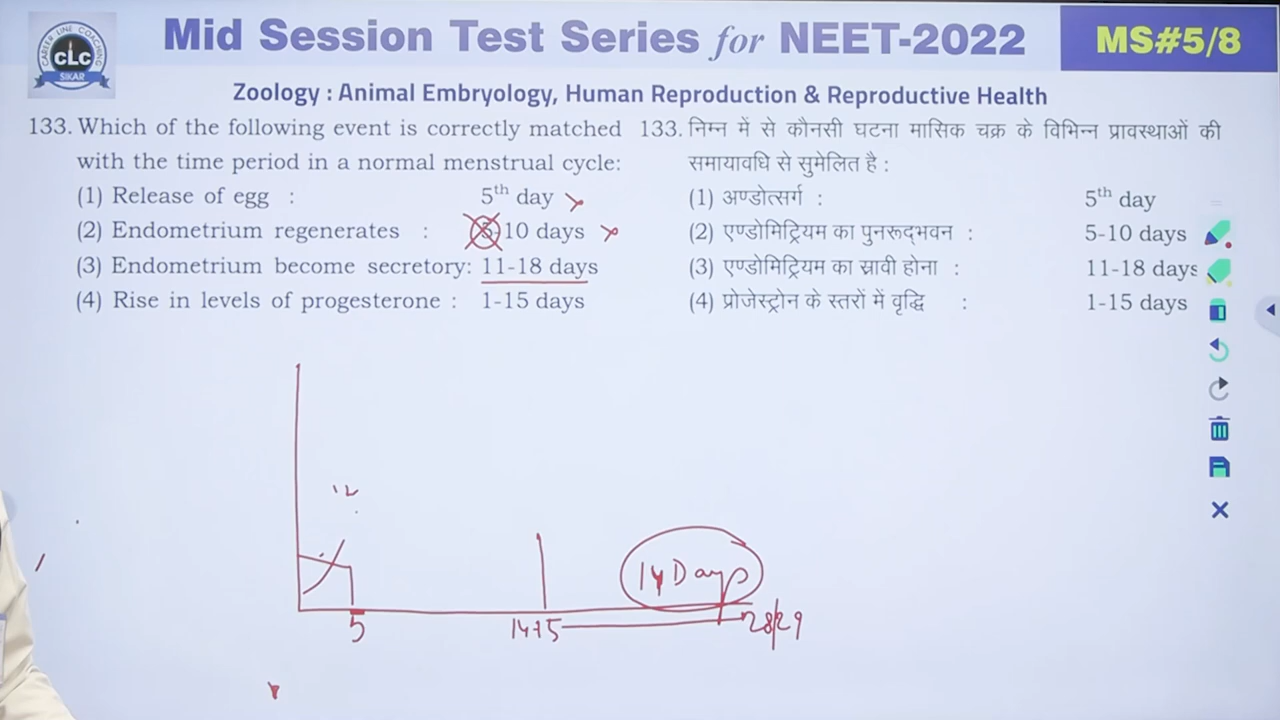 Mid Session Test Series for NEET-2022
MS#5/8
CAREER LINE COACHING
CLC
SIKAR
Zoology : Animal Embryology, Human Reproduction & Reproductive Health
133. Which of the following event is correctly matched
with the time period in a normal menstrual cycle:
(1) Release of egg : 5th day
(2) Endometrium regenerates : 5-10 days
(3) Endometrium become secretory: 11-18 days
(4) Rise in levels of progesterone : 1-15 days
133. निम्न में से कौनसी घटना मासिक चक्र के विभिन्न प्रावस्थाओं की
समायावधि से सुमेलित है :
(1) अण्डोत्सर्ग : 5th day
(2) एण्डोमिट्रियम का पुनरूद्भवन : 5-10 days
(3) एण्डोमिट्रियम का स्रावी होना : 11-18 days
(4) प्रोजेस्ट्रोन के स्तरों में वृद्धि : 1-15 days
14 Days
5
28/29